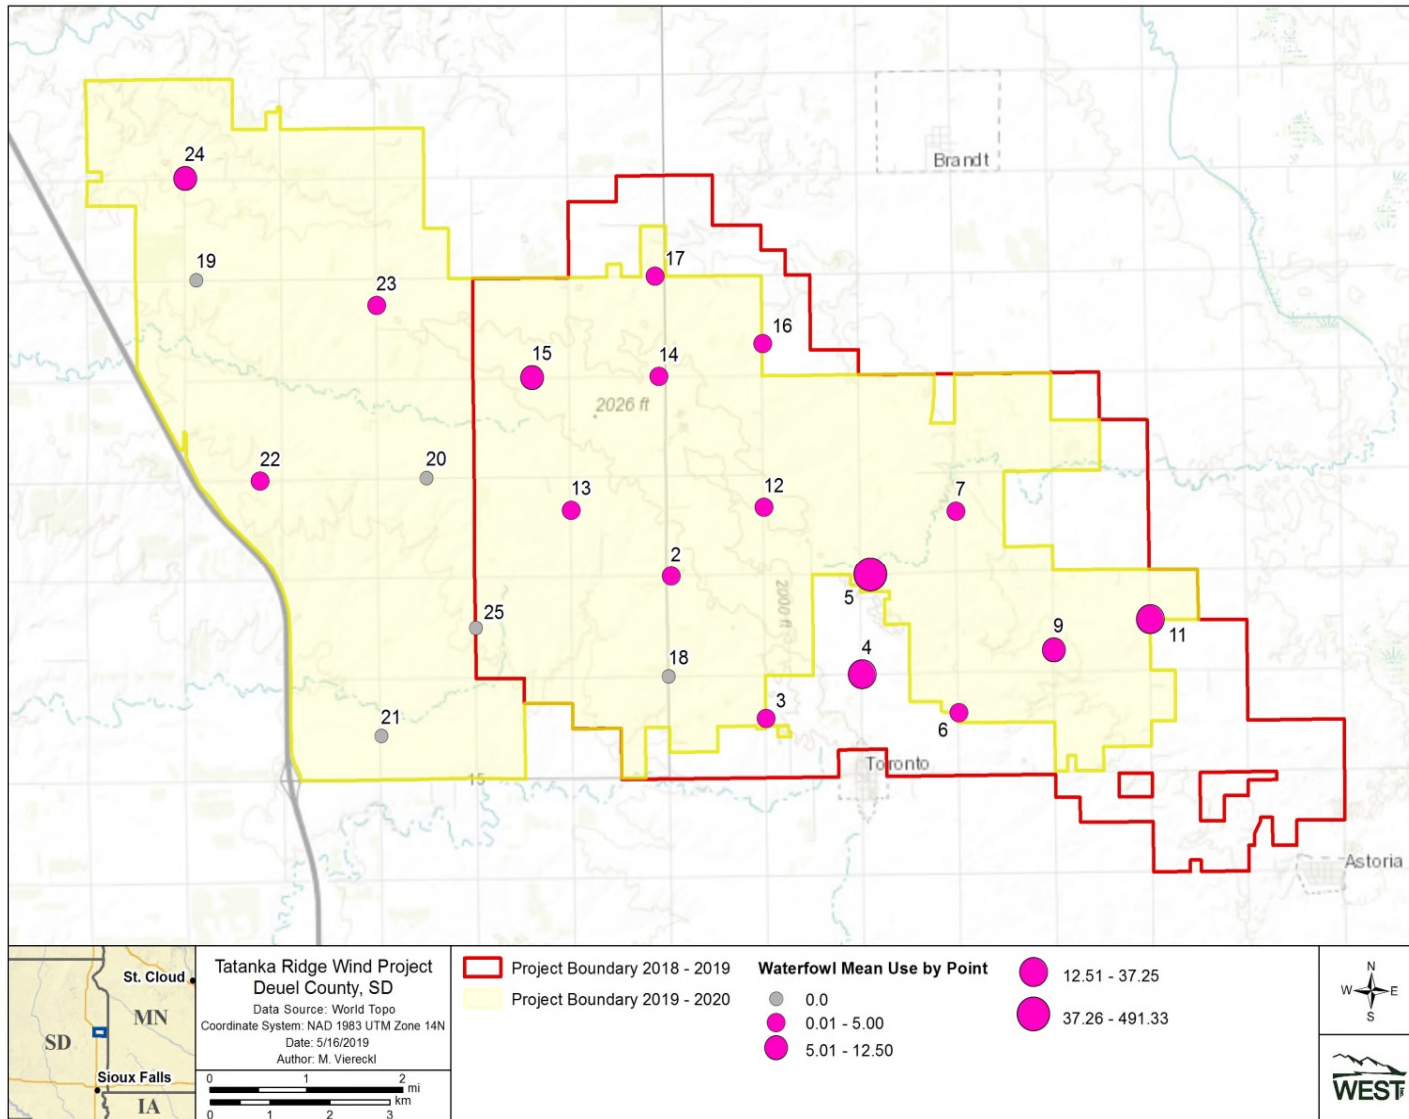 Brandt
24
19
23
17
16
15
14
2026 ft
22
20
13
12
7
2
5
2000 ft
25
18
4
9
11
3
6
21
15
Toronto
Astoria
St. Cloud
MN
SD
Sioux Falls
IA
Tatanka Ridge Wind Project
Deuel County, SD
Data Source: World Topo
Coordinate System: NAD 1983 UTM Zone 14N
Date: 5/16/2019
Author: M. Viereckl
0 1 2
mi
km
0 1 2 3
Project Boundary 2018 - 2019
Project Boundary 2019 - 2020
Waterfowl Mean Use by Point
0.0
0.01 - 5.00
5.01 - 12.50
12.51 - 37.25
37.26 - 491.33
N
W E
S
WEST